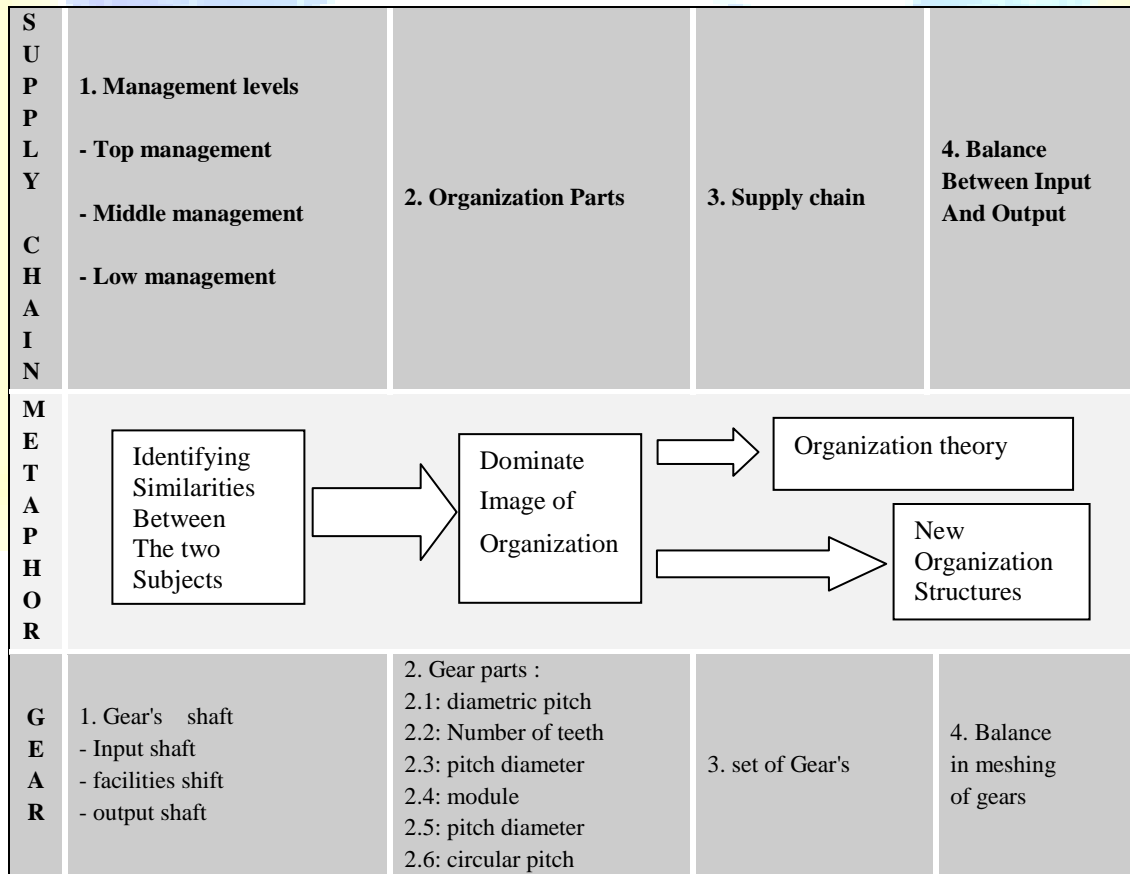 SUPPLY CHAIN
1. Management levels
- Top management
- Middle management
- Low management
2. Organization Parts
3. Supply chain
4. Balance
Between Input
And Output
METAPHOR
Identifying
Similarities
Between
The two
Subjects
Dominate
Image of
Organization
Organization theory
New
Organization
Structures
GEAR
1. Gear's shaft
- Input shaft
- facilities shift
- output shaft
2. Gear parts :
2.1: diametric pitch
2.2: Number of teeth
2.3: pitch diameter
2.4: module
2.5: pitch diameter
2.6: circular pitch
3. set of Gear's
4. Balance
in meshing
of gears